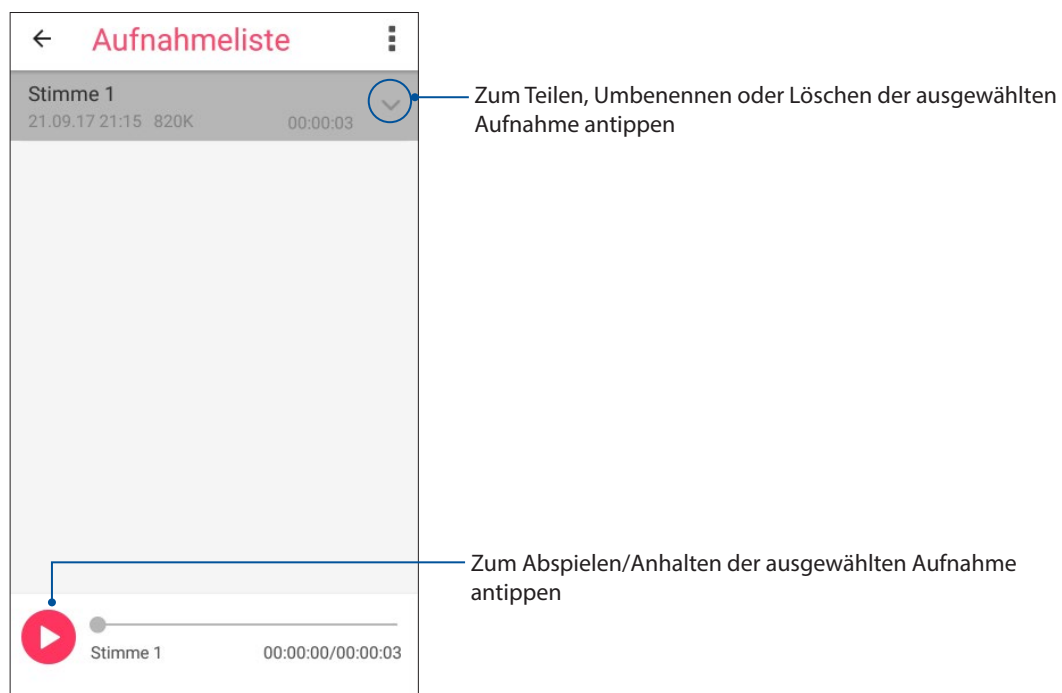 Aufnahmeliste
Stimme 1
21.09.17 21:15 820K 00:00:03
Zum Teilen, Umbenennen oder Löschen der ausgewählten
Aufnahme antippen
Zum Abspielen/Anhalten der ausgewählten Aufnahme
antippen
Stimme 1 00:00:00/00:00:03